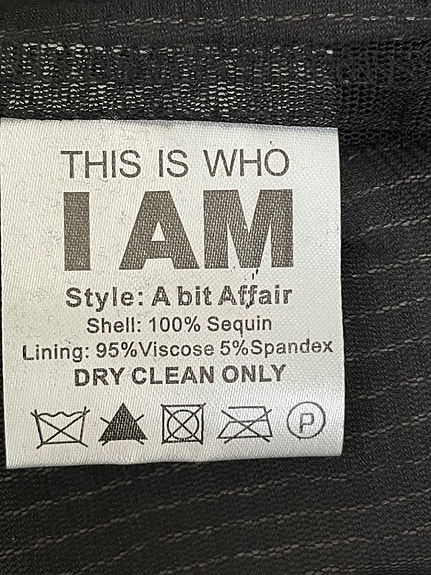 THIS IS WHO
I AM
Style: A bit Affair
Shell: 100% Sequin
Lining: 95%Viscose 5%Spandex
DRY CLEAN ONLY
P